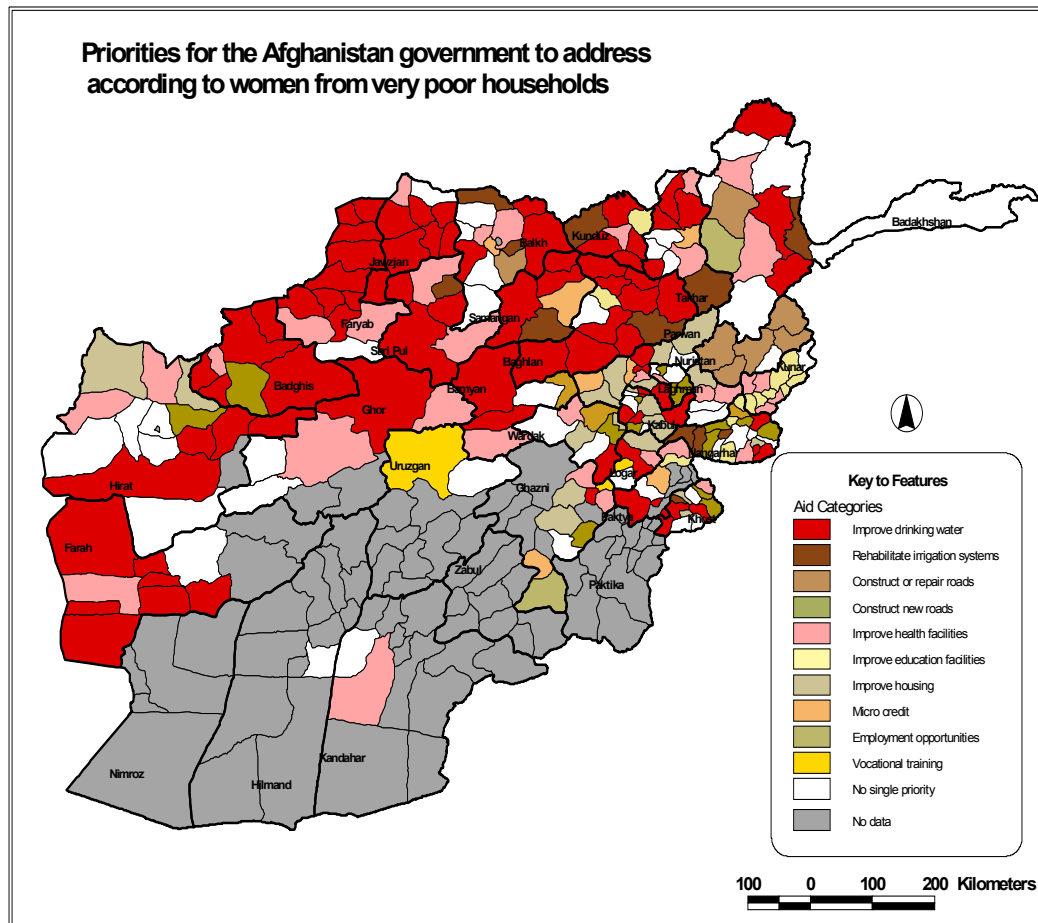 Priorities for the Afghanistan government to address
according to women from very poor households
Badakhshan
Kunduz
Balkh
Jawzjan
Takhar
Samangan
Faryab
Parwan
Sari Pul
Nuristan
Baghlan
Kunar
Badghis
Bamyan
Laghman
Ghor
Kabul
Wardak
Nangarhar
Uruzgan
Logar
Hirat
Ghazni
Paktya
Khost
Farah
Zabul
Paktika
Kandahar
Nimroz
Hilmand
Key to Features
Aid Categories
Improve drinking water
Rehabilitate irrigation systems
Construct or repair roads
Construct new roads
Improve health facilities
Improve education facilities
Improve housing
Micro credit
Employment opportunities
Vocational training
No single priority
No data
100 0 100 200 Kilometers